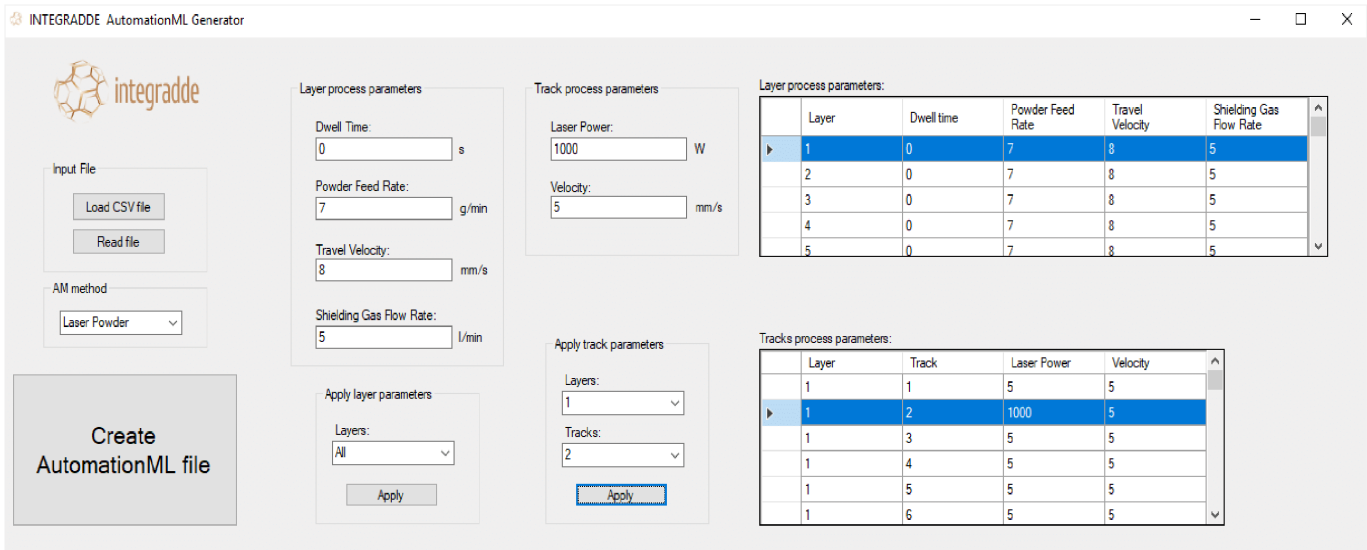 INTEGRADDE AutomationML Generator
integradde
Input File
Load CSV file
Read file
AM method
Laser Powder
Create
AutomationML file
Layer process parameters
Dwell Time:
0 s
Powder Feed Rate:
7 g/min
Travel Velocity:
8 mm/s
Shielding Gas Flow Rate:
5 l/min
Apply layer parameters
Layers:
All
Apply
Track process parameters
Laser Power:
1000 W
Velocity:
5 mm/s
Apply track parameters
Layers:
1
Tracks:
2
Apply
Layer process parameters:
Layer Dwell time Powder Feed Rate Travel Velocity Shielding Gas Flow Rate
1 0 7 8 5
2 0 7 8 5
3 0 7 8 5
4 0 7 8 5
5 0 7 8 5
Tracks process parameters:
Layer Track Laser Power Velocity
1 1 5 5
1 2 1000 5
1 3 5 5
1 4 5 5
1 5 5 5
1 6 5 5